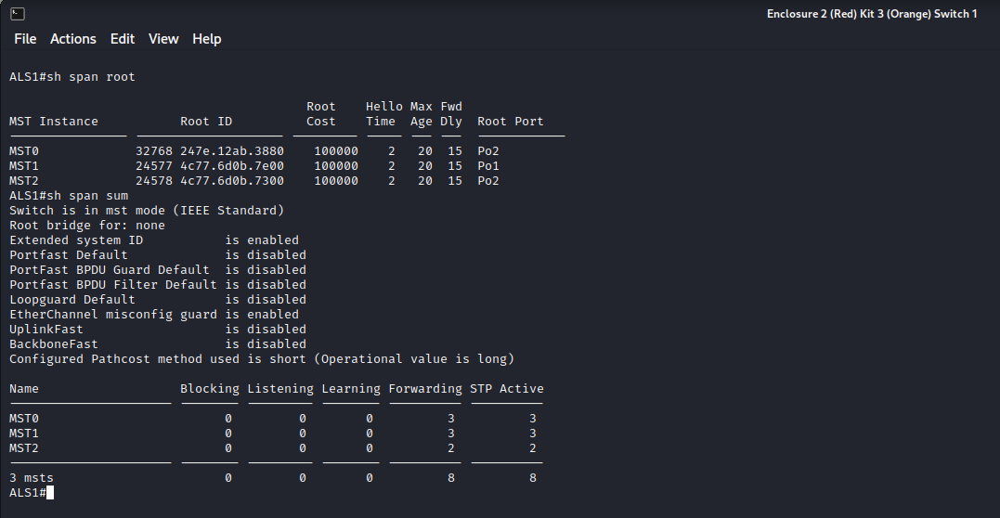 Enclosure 2 (Red) Kit 3 (Orange) Switch 1
File Actions Edit View Help
ALS1#sh span root
Root Hello Max Fwd
MST Instance Root ID Cost Time Age Dly Root Port
MST0 32768 247e.12ab.3880 100000 2 20 15 Po2
MST1 24577 4c77.6d0b.7e00 100000 2 20 15 Po1
MST2 24578 4c77.6d0b.7300 100000 2 20 15 Po2
ALS1#sh span sum
Switch is in mst mode (IEEE Standard)
Root bridge for: none
Extended system ID is enabled
Portfast Default is disabled
PortFast BPDU Guard Default is disabled
Portfast BPDU Filter Default is disabled
Loopguard Default is disabled
EtherChannel misconfig guard is enabled
UplinkFast is disabled
BackboneFast is disabled
Configured Pathcost method used is short (Operational value is long)
Name Blocking Listening Learning Forwarding STP Active
MST0 0 0 0 3 3
MST1 0 0 0 3 3
MST2 0 0 0 2 2
3 msts 0 0 0 8 8
ALS1#